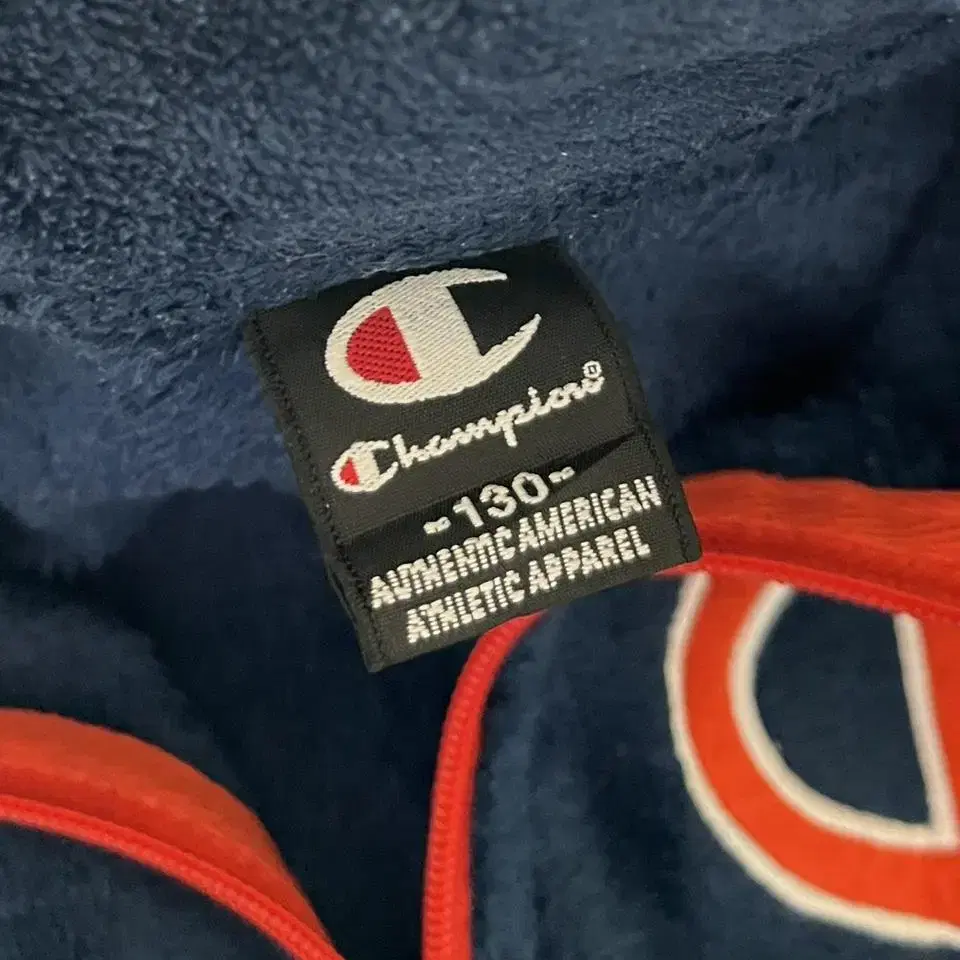 Champion®
-130-
AUTHENTIC AMERICAN
ATHLETIC APPAREL